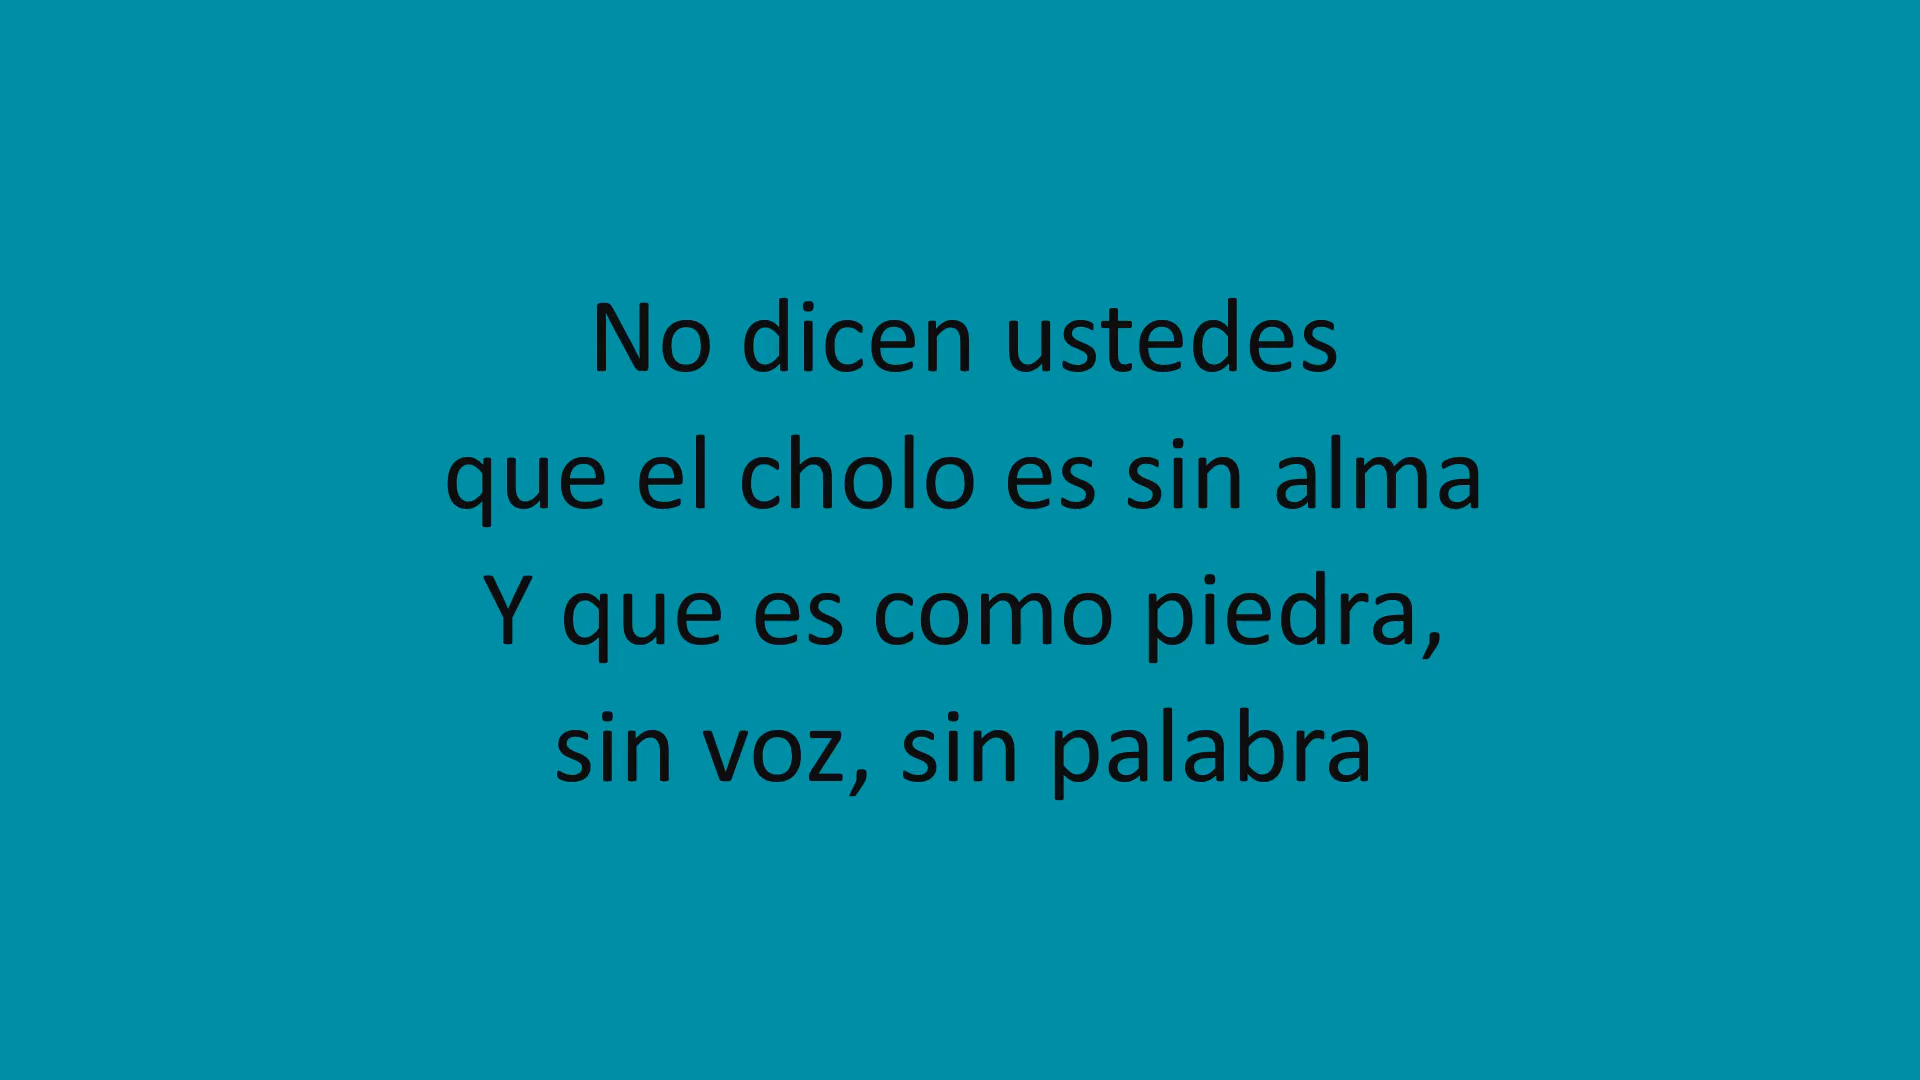 No dicen ustedes
que el cholo es sin alma
Y que es como piedra,
sin voz, sin palabra